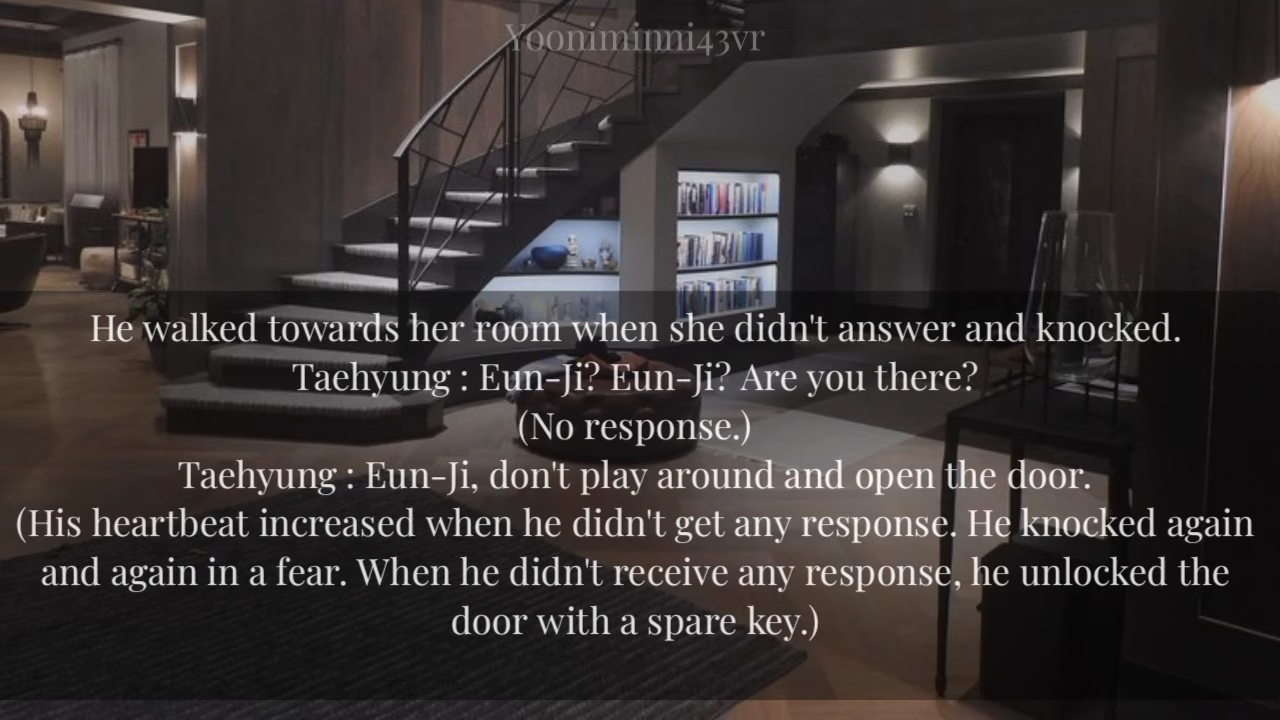 Yooniminni43vr
He walked towards her room when she didn't answer and knocked.
Taehyung : Eun-Ji? Eun-Ji? Are you there?
(No response.)
Taehyung : Eun-Ji, don't play around and open the door.
(His heartbeat increased when he didn't get any response. He knocked again
and again in a fear. When he didn't receive any response, he unlocked the
door with a spare key.)